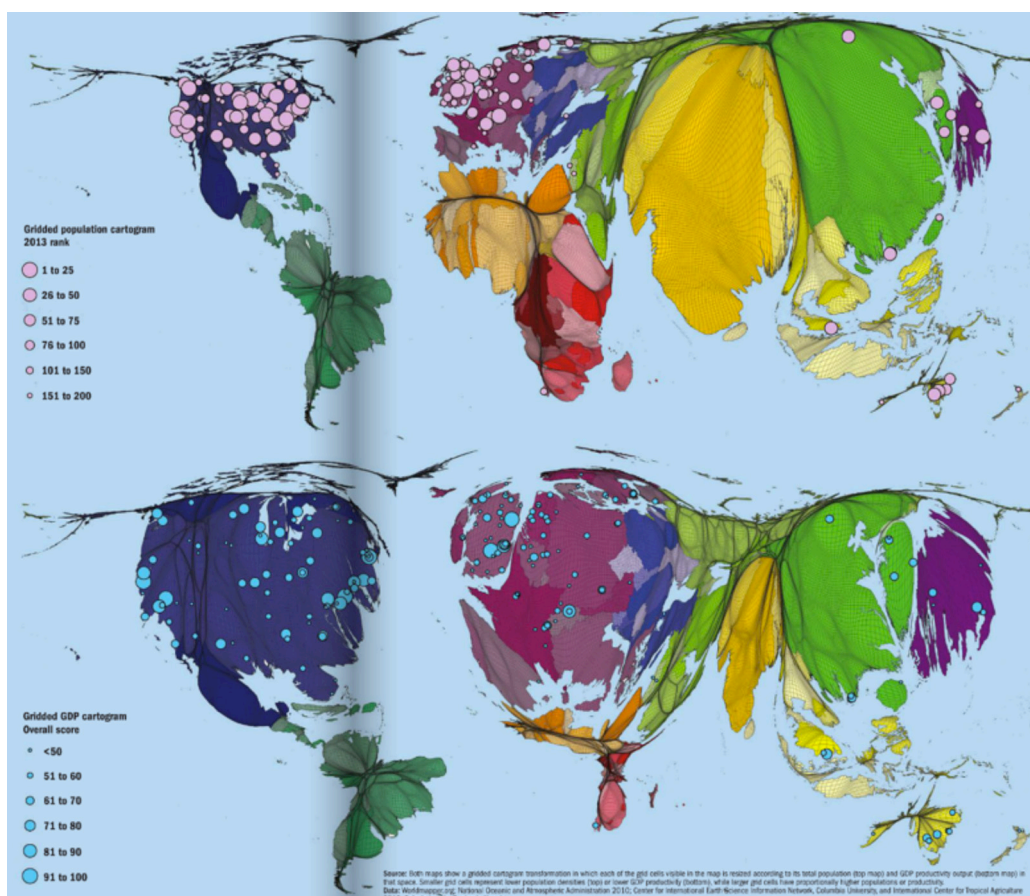 Gridded population cartogram
2013 rank
1 to 25
26 to 50
51 to 75
76 to 100
101 to 150
151 to 200
Gridded GDP cartogram
Overall score
<50
51 to 60
61 to 70
71 to 80
81 to 90
91 to 100
Source: Both maps show a gridded cartogram transformation in which each of the grid cells visible in the map is resized according to its total population (top map) and GDP productivity output (bottom map) in
that space. Smaller grid cells represent lower population densities (top) or lower GDP productivity (bottom), while larger grid cells have proportionally higher populations or productivity.
Data: Worldmapper.org; National Oceanic and Atmospheric Administration 2010; Center for International Earth Science Information Network, Columbia University; and International Center for Tropical Agriculture